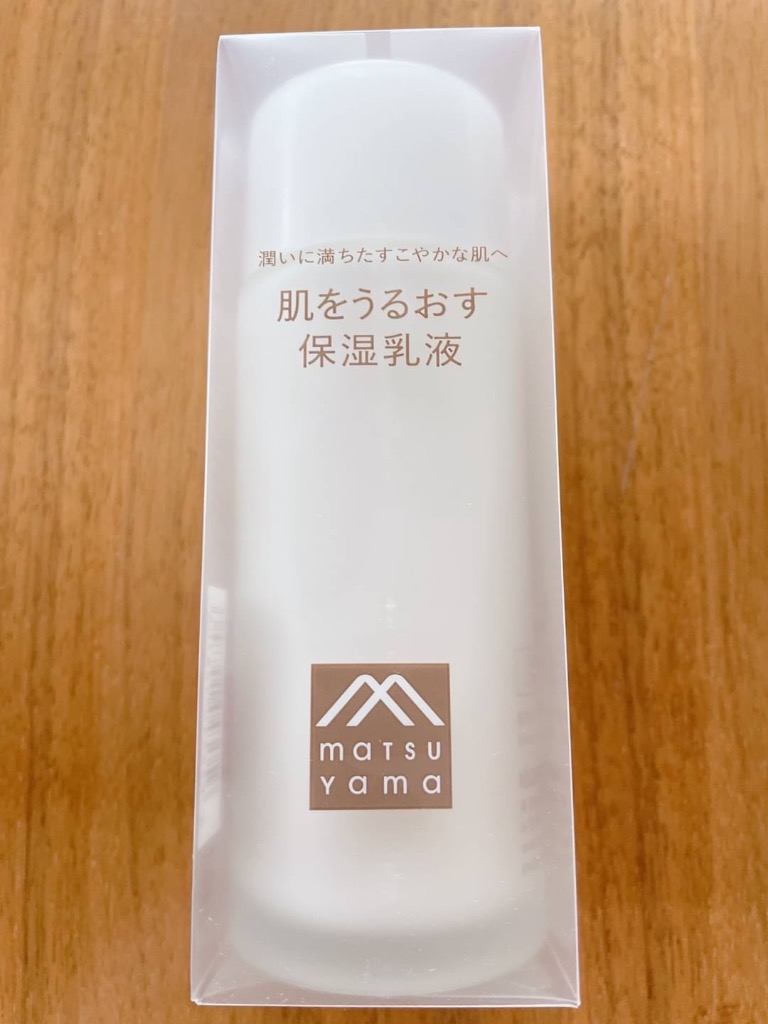 潤いに満ちたすこやかな肌へ
肌をうるおす
保湿乳液
matsu
yama